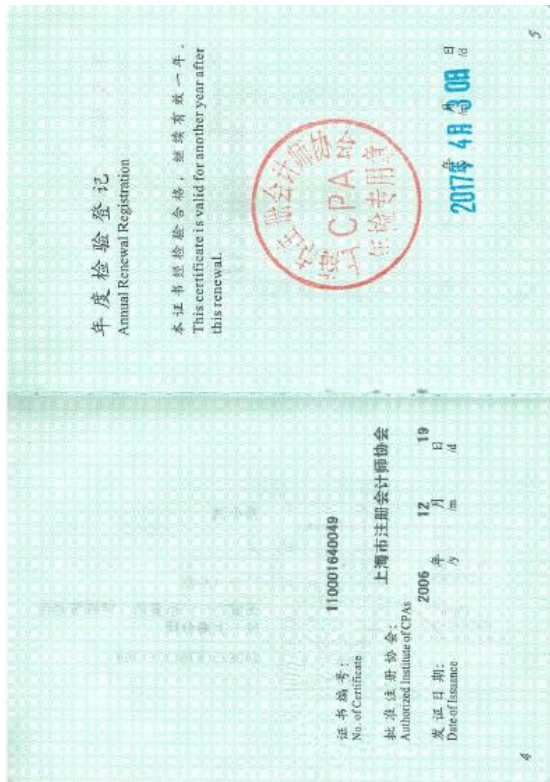 证书编号： 110001640049
No. of Certificate
批准注册协会： 上海市注册会计师协会
Authorized Institute of CPAs
发证日期： 2006 年 12 月 19 日
Date of Issuance /y /m /d
4
年度检验登记
Annual Renewal Registration
本证书经检验合格，继续有效一年。
This certificate is valid for another year after
this renewal.
上海市注册会计师协会
CPA
年检专用章
2017年 4月 30日
/m /d
5